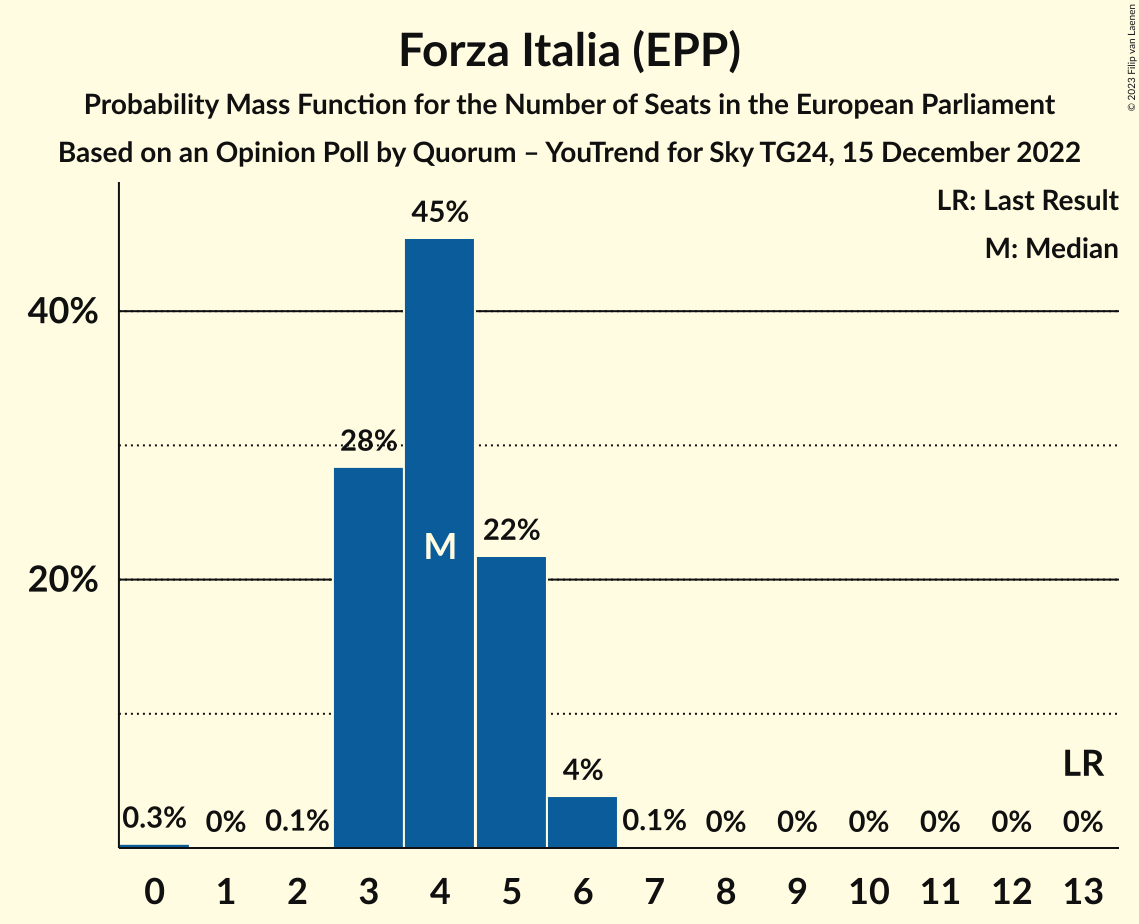 Forza Italia (EPP)
Probability Mass Function for the Number of Seats in the European Parliament
Based on an Opinion Poll by Quorum – YouTrend for Sky TG24, 15 December 2022
© 2023 Filip van Laenen
LR: Last Result
M: Median
45%
40%
28%
M
22%
20%
LR
4%
0.3% 0% 0.1% 0.1% 0% 0% 0% 0% 0% 0%
0 1 2 3 4 5 6 7 8 9 10 11 12 13